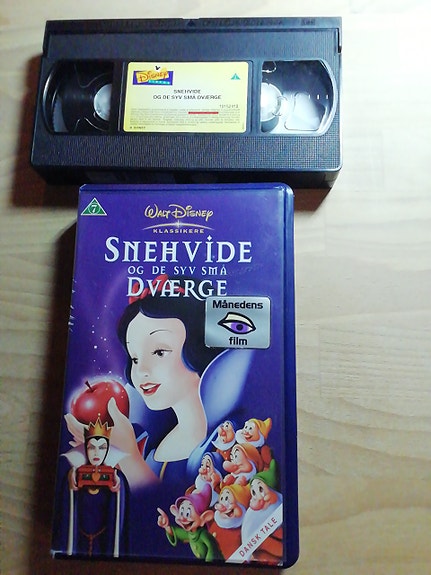 Disney
SNEHVIDE
OG DE SYV SMÅ DVÆRGE
7
WALT DISNEY
KLASSIKERE
SNEHVIDE
OG DE SYV SMÅ
DVÆRGE
Månedens
film
DANSK TALE